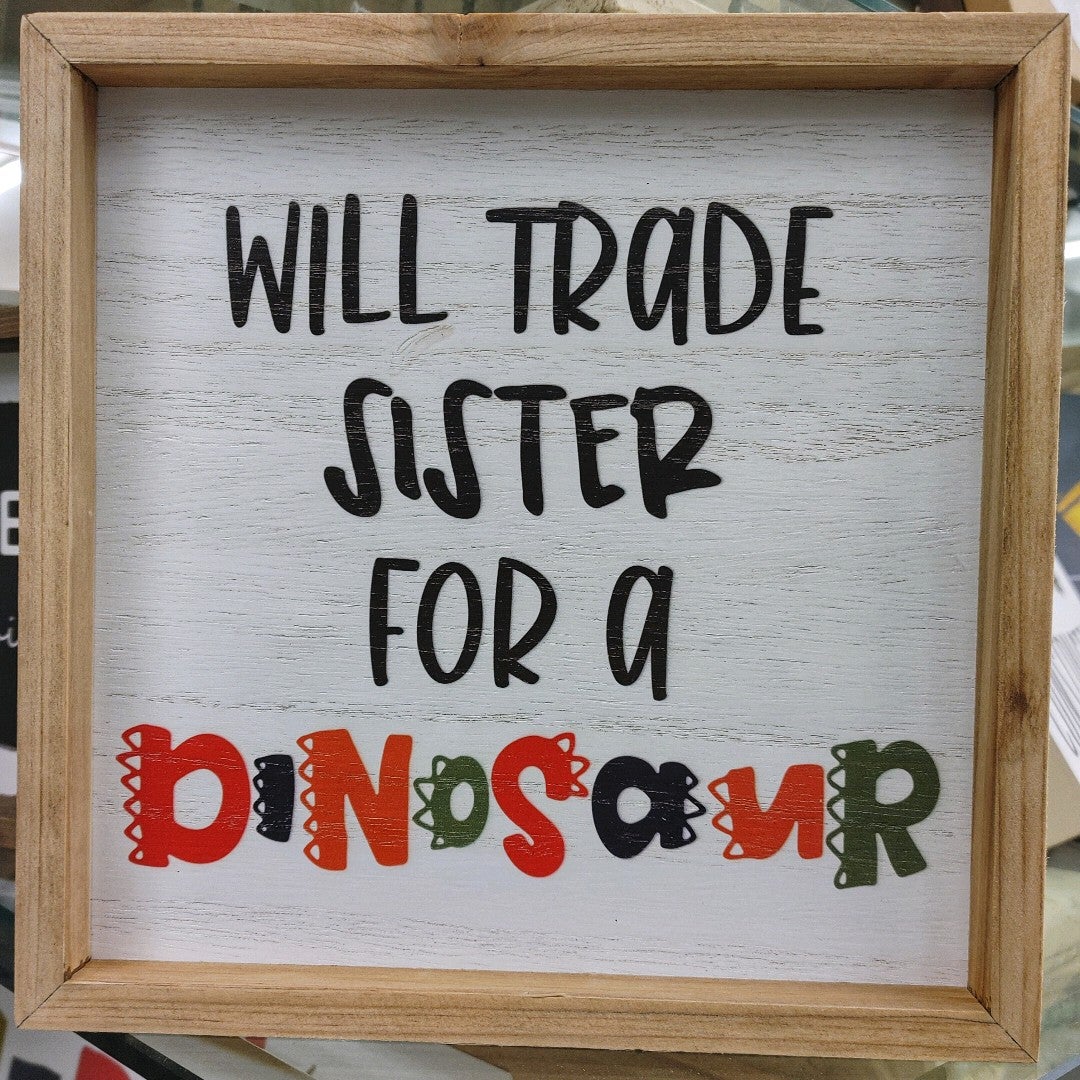 WILL TRADE
SISTER
FOR A
DINOSAUR